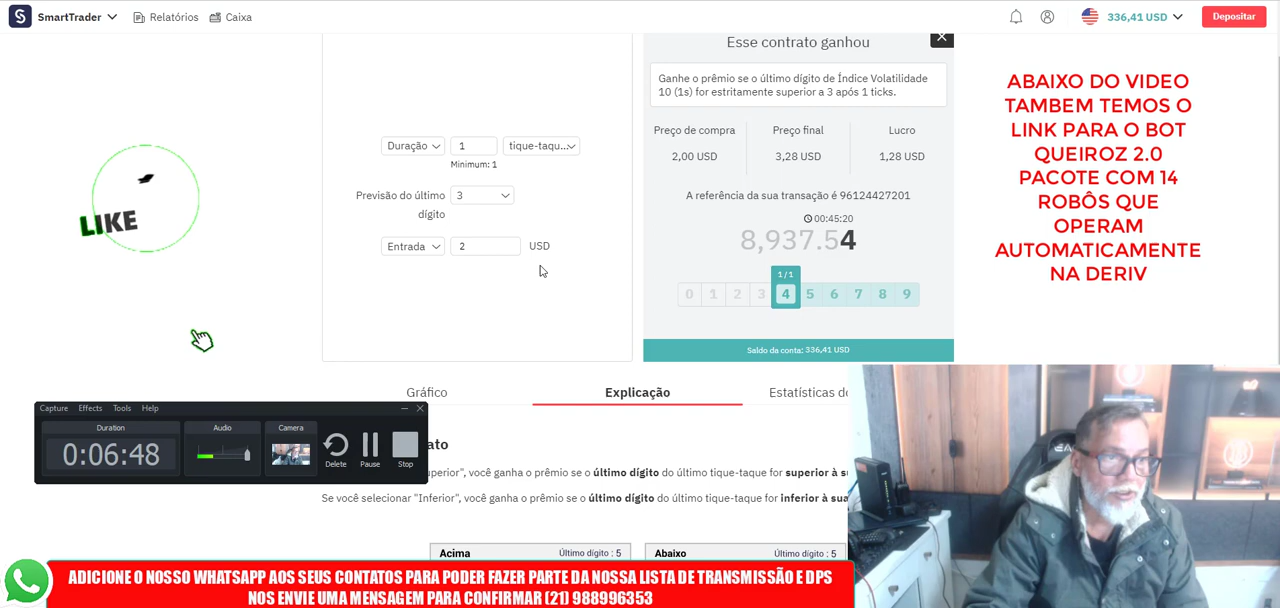 SmartTrader
Relatórios
Caixa
336,41 USD
Depositar
Esse contrato ganhou
Ganhe o prêmio se o último dígito de Índice Volatilidade
10 (1s) for estritamente superior a 3 após 1 ticks.
Preço de compra
Preço final
Lucro
2,00 USD
3,28 USD
1,28 USD
A referência da sua transação é 96124427201
00:45:20
8,937.54
1 / 1
0 1 2 3 4 5 6 7 8 9
Saldo da conta: 336,41 USD
Duração
1
tique-taqu...
Minimum: 1
Previsão do último
dígito
3
Entrada
2
USD
LIKE
ABAIXO DO VIDEO
TAMBEM TEMOS O
LINK PARA O BOT
QUEIROZ 2.0
PACOTE COM 14
ROBÔS QUE
OPERAM
AUTOMATICAMENTE
NA DERIV
Gráfico
Explicação
Estatísticas do
Capture Effects Tools Help
Duration
Audio
Camera
0:06:48
Delete
Pause
Stop
ato
uperior", você ganha o prêmio se o último dígito do último tique-taque for superior à su
Se você selecionar "Inferior", você ganha o prêmio se o último dígito do último tique-taque for inferior à sua
Acima
Último dígito : 5
Abaixo
Último dígito : 5
ADICIONE O NOSSO WHATSAPP AOS SEUS CONTATOS PARA PODER FAZER PARTE DA NOSSA LISTA DE TRANSMISSÃO E DPS
NOS ENVIE UMA MENSAGEM PARA CONFIRMAR (21) 988996353